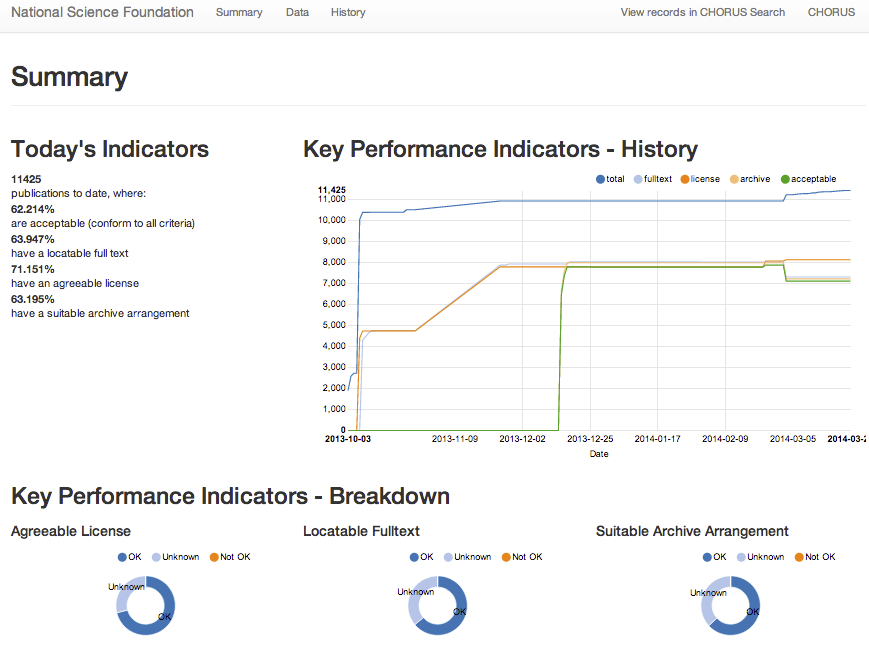 National Science Foundation Summary Data History View records in CHORUS Search CHORUS
Summary
Today's Indicators
11425
publications to date, where:
62.214%
are acceptable (conform to all criteria)
63.947%
have a locatable full text
71.151%
have an agreeable license
63.195%
have a suitable archive arrangement
Key Performance Indicators - History
total fulltext license archive acceptable
11,425
11,000
10,000
9,000
8,000
7,000
6,000
5,000
4,000
3,000
2,000
1,000
0
2013-10-03 2013-11-09 2013-12-02 2013-12-25 2014-01-17 2014-02-09 2014-03-05
Date
Key Performance Indicators - Breakdown
Agreeable License
OK Unknown Not OK
Unknown
OK
Locatable Fulltext
OK Unknown Not OK
Unknown
OK
Suitable Archive Arrangement
OK Unknown Not OK
Unknown
OK